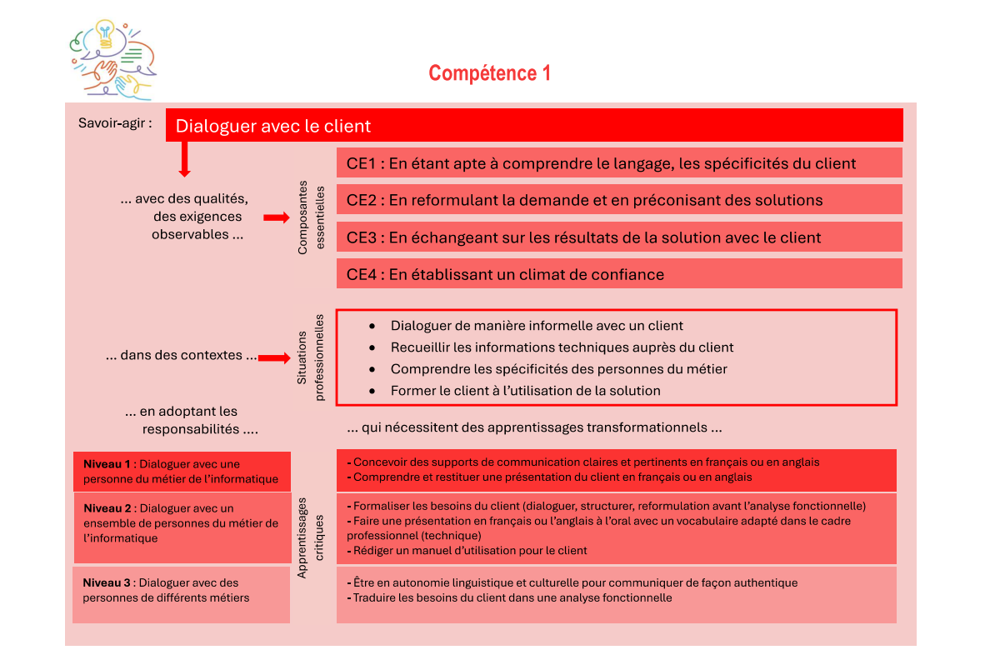 Compétence 1
Savoir-agir :
Dialoguer avec le client
... avec des qualités,
des exigences
observables ...
Composantes
essentielles
CE1 : En étant apte à comprendre le langage, les spécificités du client
CE2 : En reformulant la demande et en préconisant des solutions
CE3 : En échangeant sur les résultats de la solution avec le client
CE4 : En établissant un climat de confiance
... dans des contextes ...
Situations
professionnelles
• Dialoguer de manière informelle avec un client
• Recueillir les informations techniques auprès du client
• Comprendre les spécificités des personnes du métier
• Former le client à l'utilisation de la solution
... en adoptant les
responsabilités ....
... qui nécessitent des apprentissages transformationnels ...
Apprentissages
critiques
Niveau 1 : Dialoguer avec une
personne du métier de l'informatique
- Concevoir des supports de communication claires et pertinents en français ou en anglais
- Comprendre et restituer une présentation du client en français ou en anglais
Niveau 2 : Dialoguer avec un
ensemble de personnes du métier de
l'informatique
- Formaliser les besoins du client (dialoguer, structurer, reformulation avant l'analyse fonctionnelle)
- Faire une présentation en français ou l'anglais à l'oral avec un vocabulaire adapté dans le cadre
professionnel (technique)
- Rédiger un manuel d'utilisation pour le client
Niveau 3 : Dialoguer avec des
personnes de différents métiers
- Être en autonomie linguistique et culturelle pour communiquer de façon authentique
- Traduire les besoins du client dans une analyse fonctionnelle